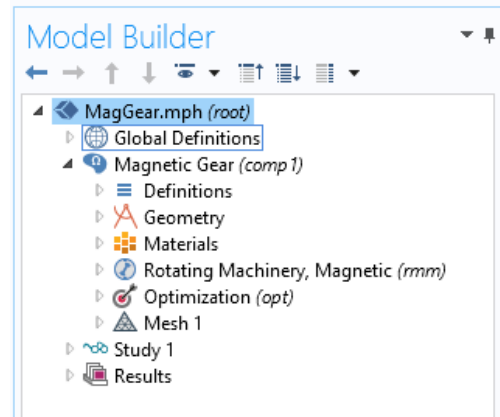 Model Builder
MagGear.mph (root)
Global Definitions
Magnetic Gear (comp1)
Definitions
Geometry
Materials
Rotating Machinery, Magnetic (rmm)
Optimization (opt)
Mesh 1
Study 1
Results